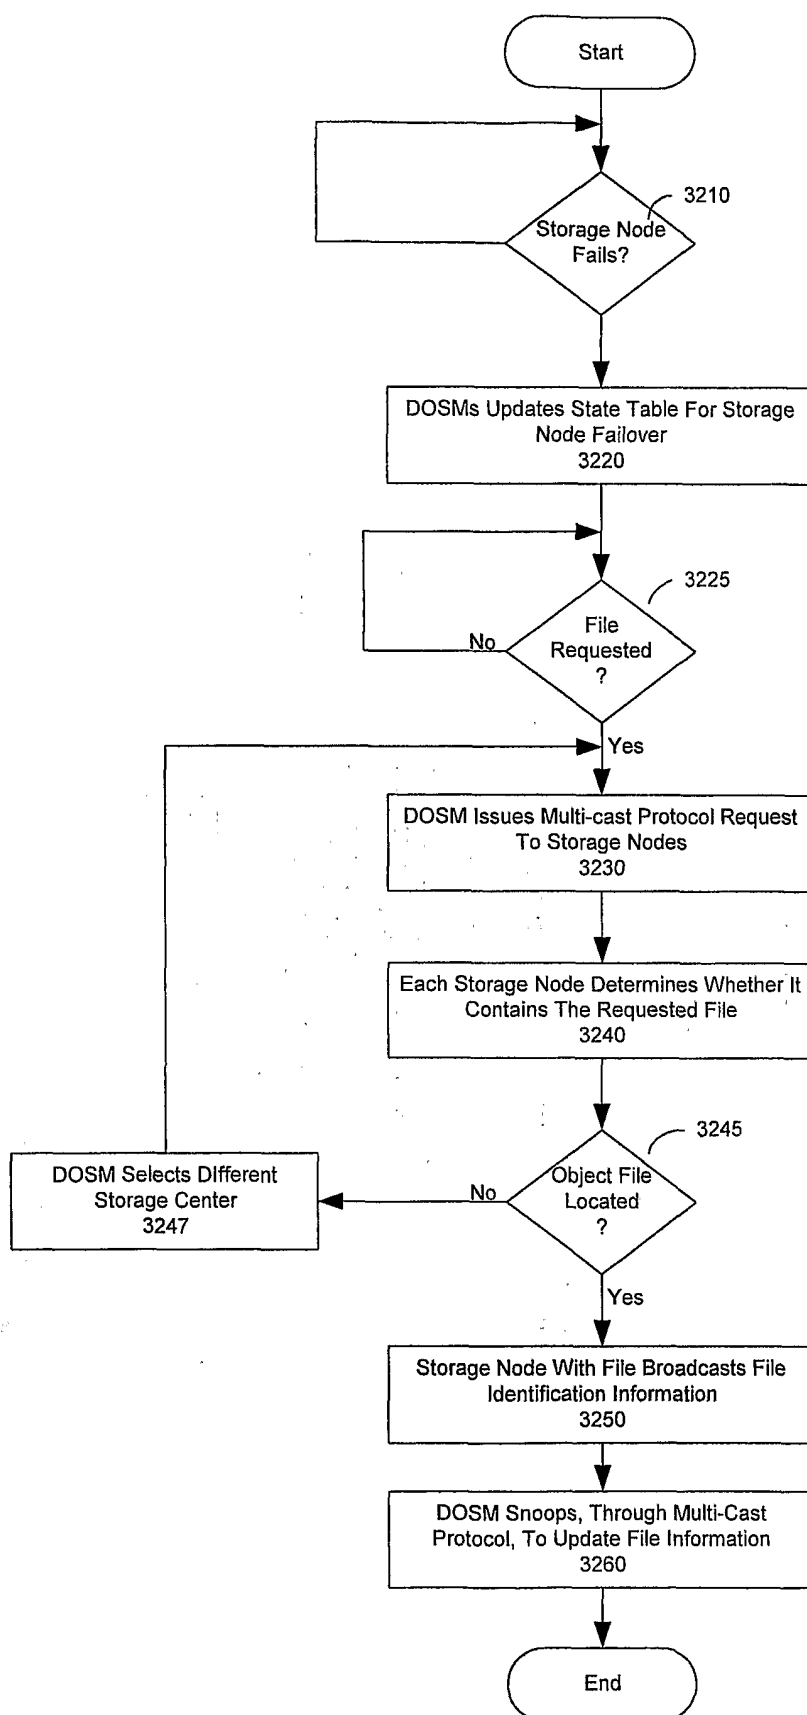 Start
3210
Storage Node
Fails?
DOSMs Updates State Table For Storage
Node Failover
3220
3225
File
Requested
?
No
Yes
DOSM Issues Multi-cast Protocol Request
To Storage Nodes
3230
Each Storage Node Determines Whether It
Contains The Requested File
3240
3245
Object File
Located
?
No
DOSM Selects Different
Storage Center
3247
Yes
Storage Node With File Broadcasts File
Identification Information
3250
DOSM Snoops, Through Multi-Cast
Protocol, To Update File Information
3260
End